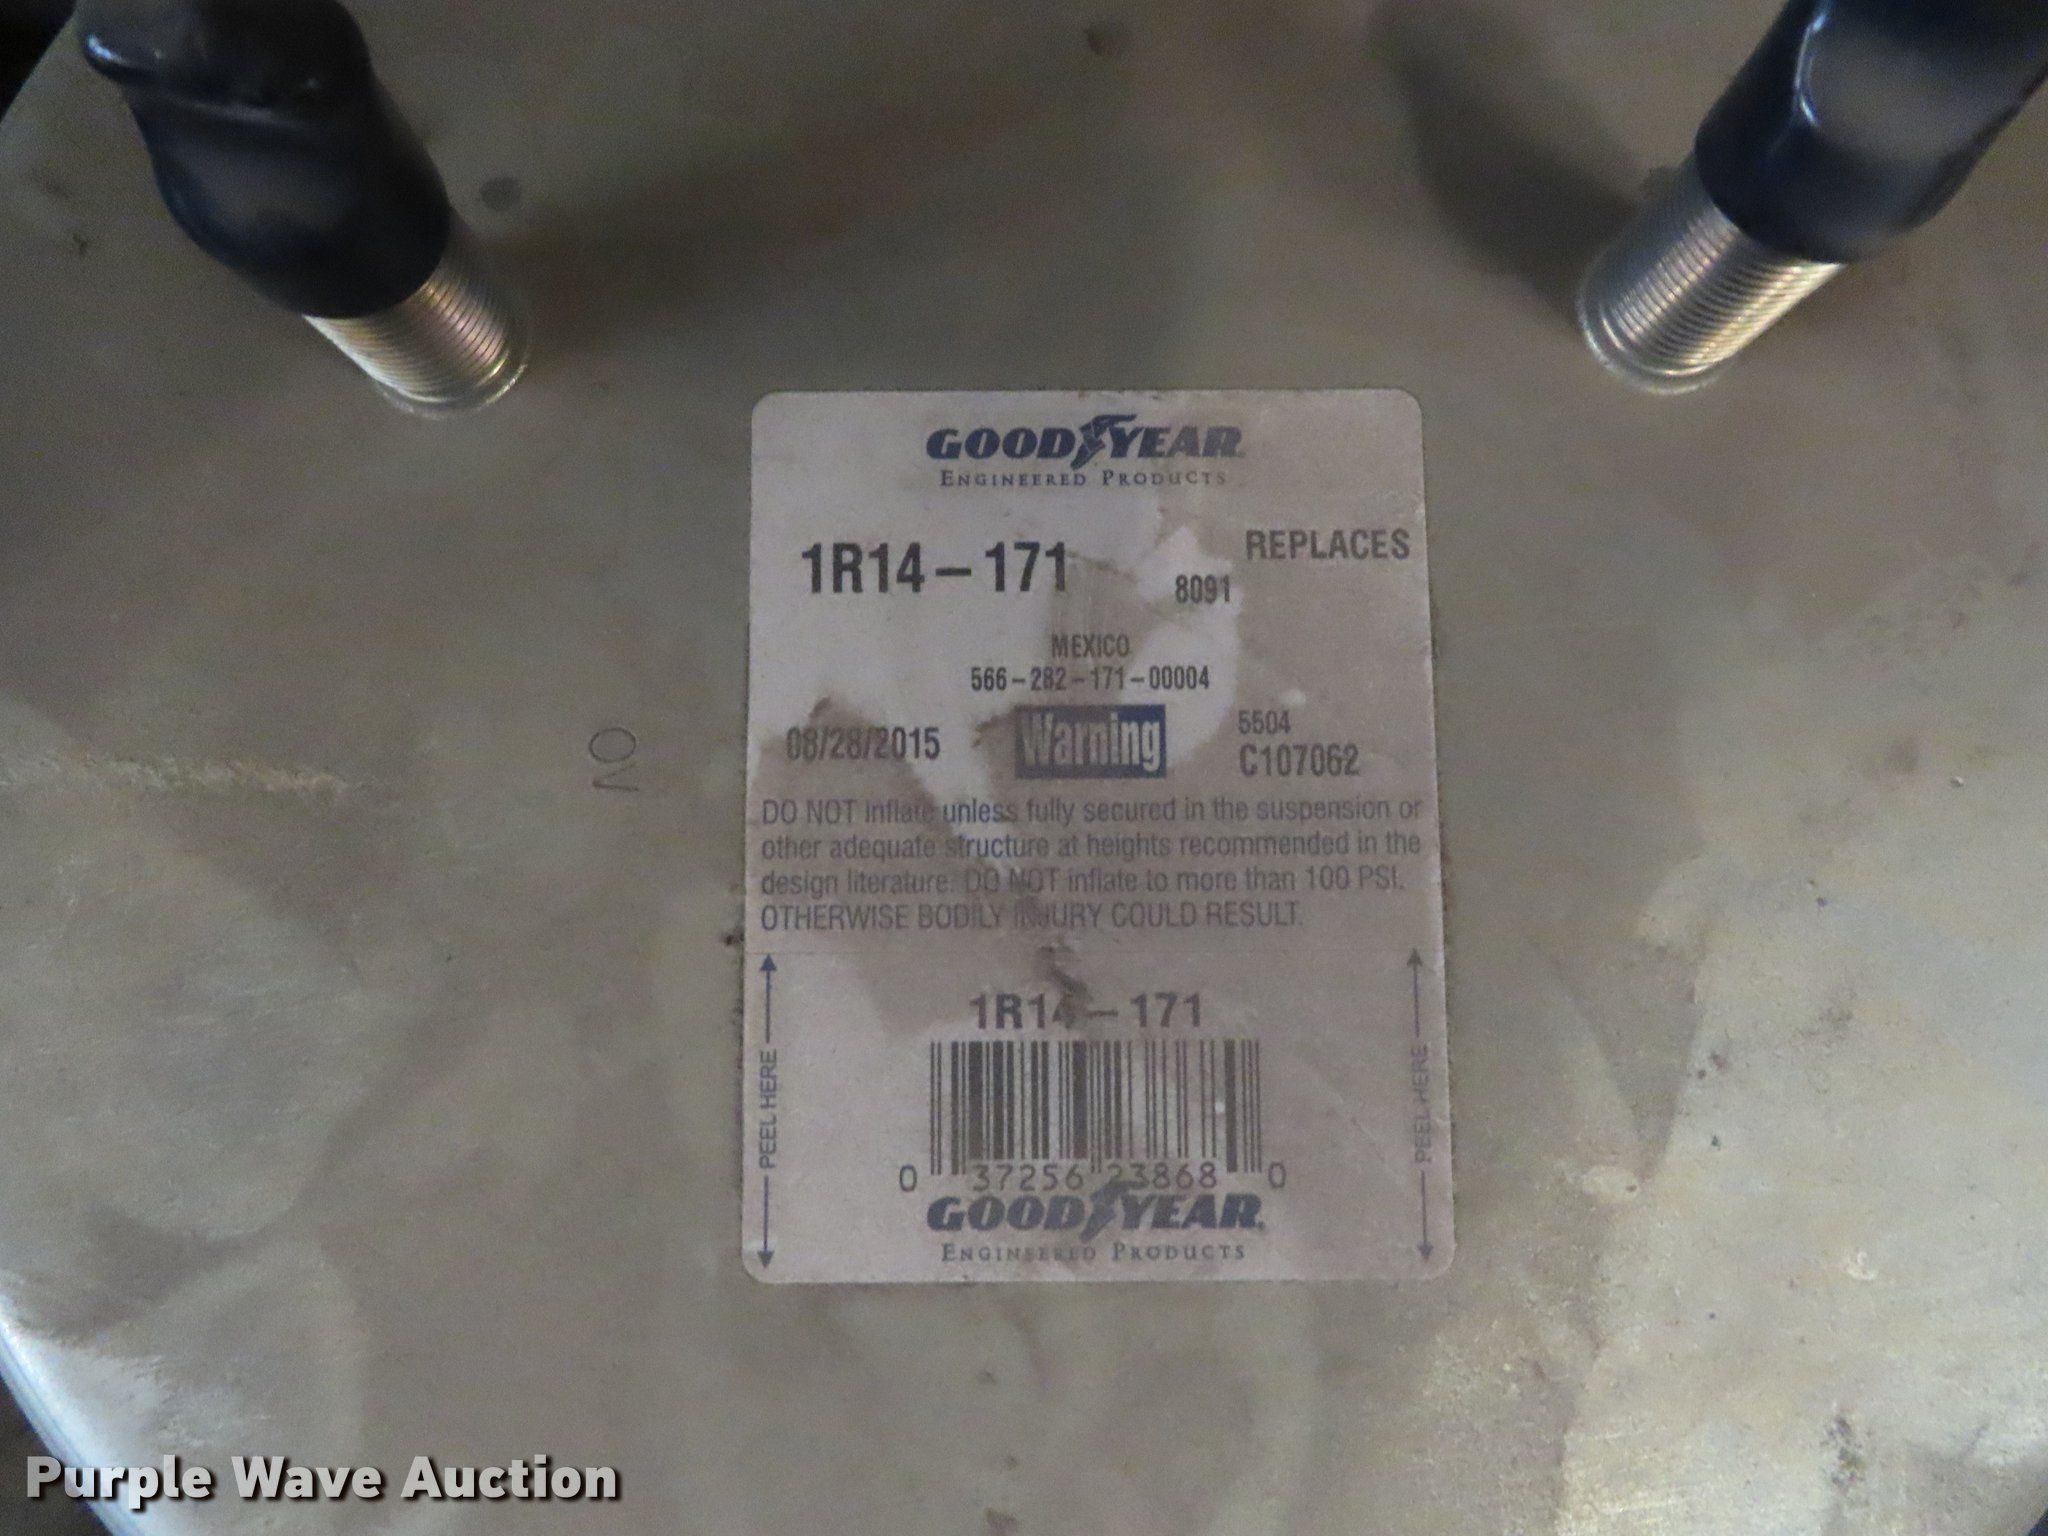 GOODYEAR
ENGINEERED PRODUCTS
1R14-171
REPLACES
8091
MEXICO
566-282-171-00004
08/28/2015
Warning
5504
C107062
DO NOT inflate unless fully secured in the suspension or
other adequate structure at heights recommended in the
design literature. DO NOT inflate to more than 100 PSI.
OTHERWISE BODILY INJURY COULD RESULT.
PEEL HERE
PEEL HERE
1R14-171
0 37256 23868 0
GOODYEAR
ENGINEERED PRODUCTS
OV
Purple Wave Auction